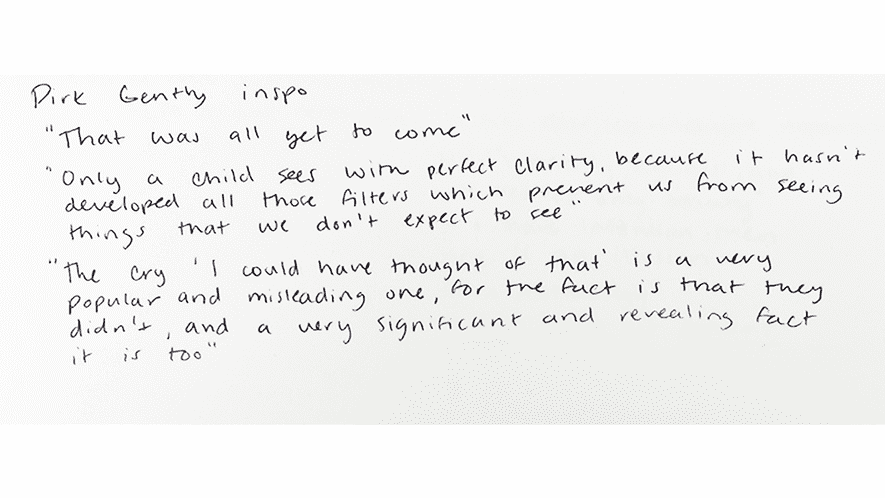 Dirk Gently inspo
"That was all yet to come"
"Only a child sees with perfect clarity, because it hasn't
developed all those filters which prevent us from seeing
things that we don't expect to see"
"The cry 'I could have thought of that' is a very
popular and misleading one, for the fact is that they
didn't, and a very significant and revealing fact
it is too"